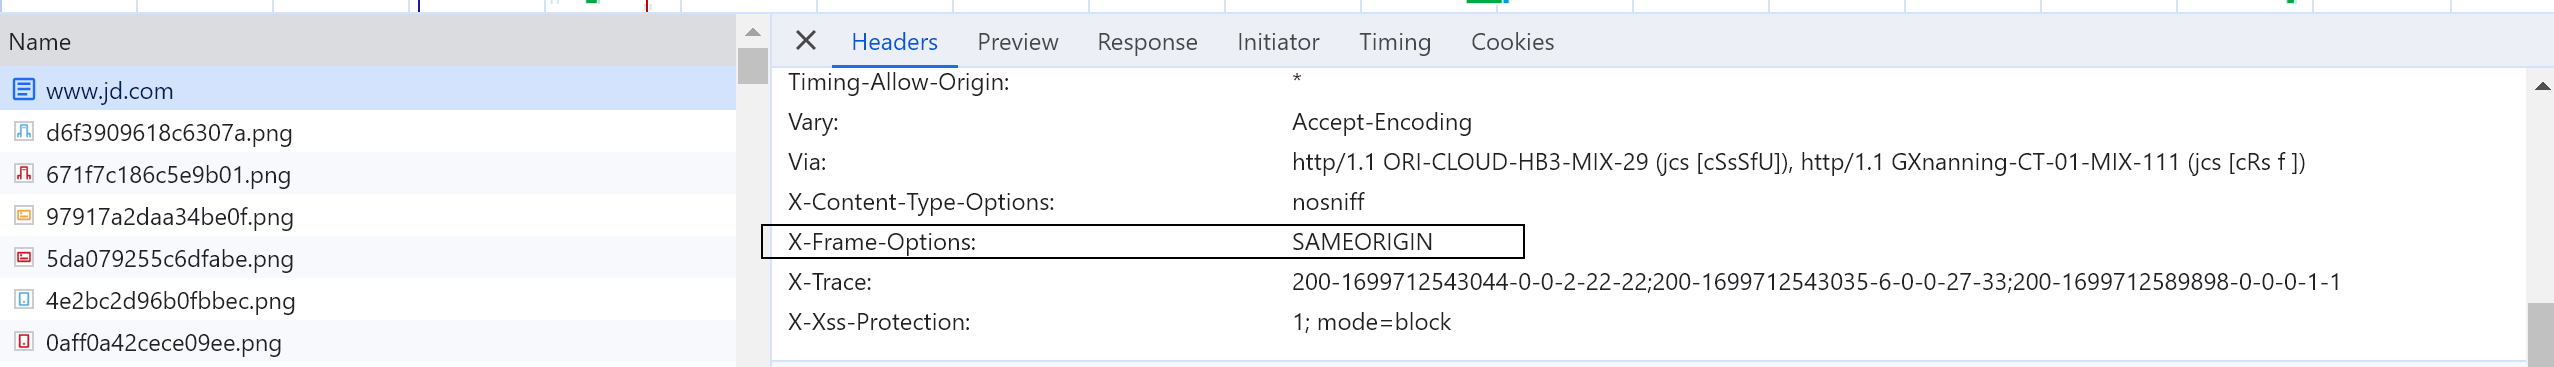 Name
www.jd.com
d6f3909618c6307a.png
671f7c186c5e9b01.png
97917a2daa34be0f.png
5da079255c6dfabe.png
4e2bc2d96b0fbbec.png
0aff0a42cece09ee.png
Headers Preview Response Initiator Timing Cookies
Timing-Allow-Origin: *
Vary: Accept-Encoding
Via: http/1.1 ORI-CLOUD-HB3-MIX-29 (jcs [cSsSfU]), http/1.1 GXnanning-CT-01-MIX-111 (jcs [cRs f ])
X-Content-Type-Options: nosniff
X-Frame-Options: SAMEORIGIN
X-Trace: 200-1699712543044-0-0-2-22-22;200-1699712543035-6-0-0-27-33;200-1699712589898-0-0-0-1-1
X-Xss-Protection: 1; mode=block